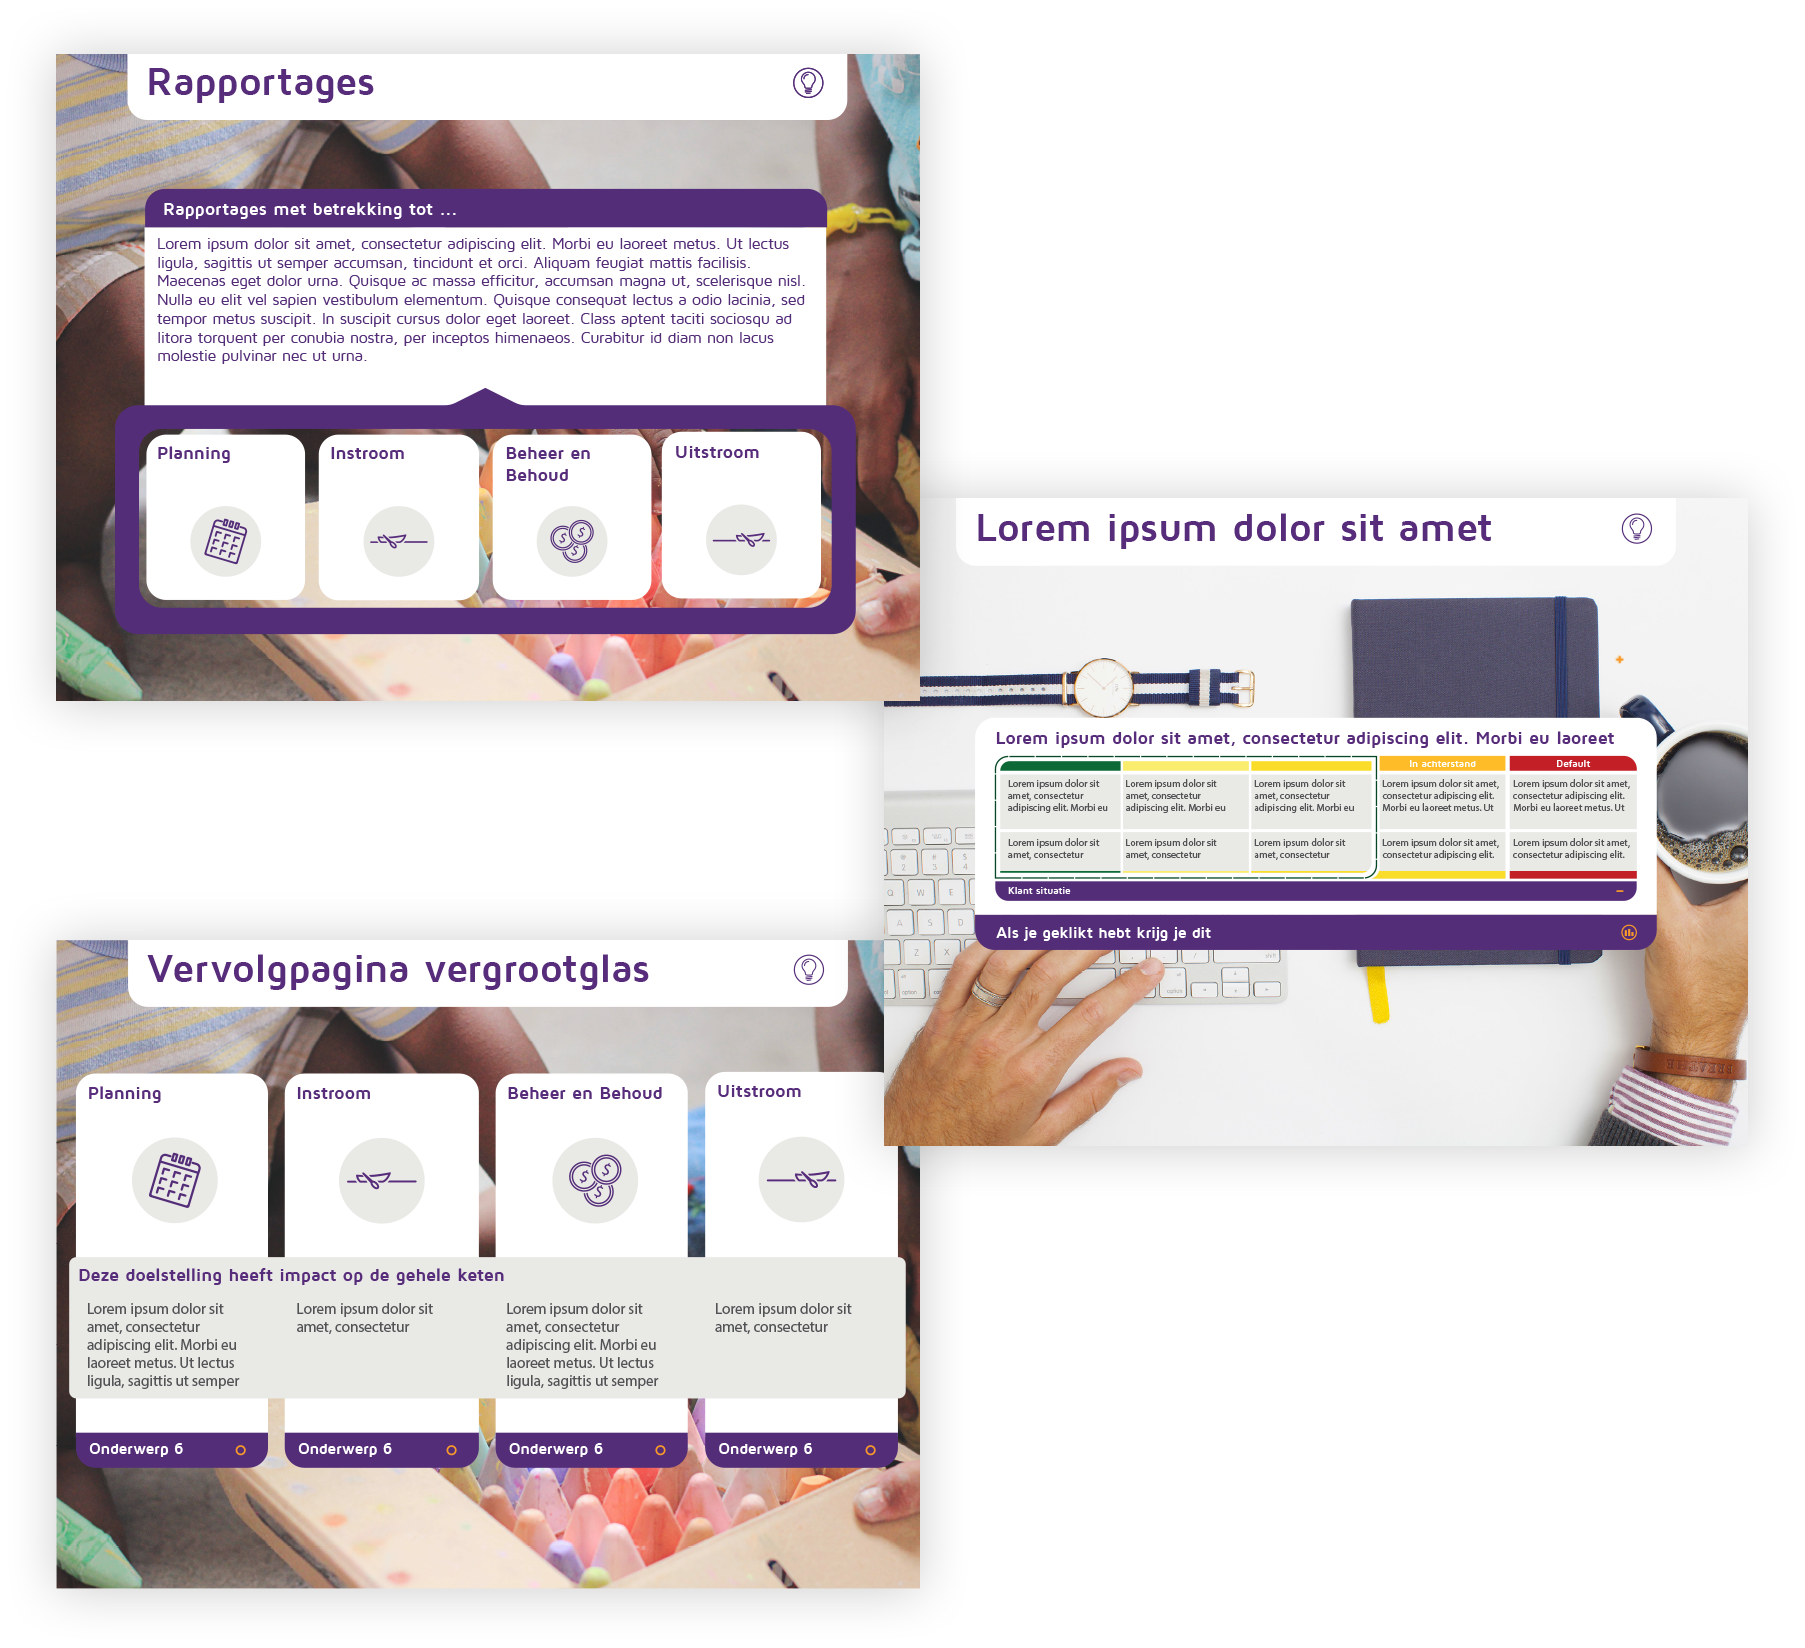 Rapportages
Rapportages met betrekking tot ...
Lorem ipsum dolor sit amet, consectetur adipiscing elit. Morbi eu laoreet metus. Ut lectus
ligula, sagittis ut semper accumsan, tincidunt et orci. Aliquam feugiat mattis facilisis.
Maecenas eget dolor urna. Quisque ac massa efficitur, accumsan magna ut, scelerisque nisl.
Nulla eu elit vel sapien vestibulum elementum. Quisque consequat lectus a odio lacinia, sed
tempor metus suscipit. In suscipit cursus dolor eget laoreet. Class aptent taciti sociosqu ad
litora torquent per conubia nostra, per inceptos himenaeos. Curabitur id diam non lacus
molestie pulvinar nec ut urna.
Planning
Instroom
Beheer en
Behoud
Uitstroom
Lorem ipsum dolor sit amet
Lorem ipsum dolor sit amet, consectetur adipiscing elit. Morbi eu laoreet
In achterstand
Default
Lorem ipsum dolor sit
amet, consectetur
adipiscing elit. Morbi eu
Lorem ipsum dolor sit
amet, consectetur
adipiscing elit. Morbi eu
Lorem ipsum dolor sit
amet, consectetur
adipiscing elit. Morbi eu
Lorem ipsum dolor sit amet,
consectetur adipiscing elit.
Morbi eu laoreet metus. Ut
Lorem ipsum dolor sit amet,
consectetur adipiscing elit.
Morbi eu laoreet metus. Ut
Lorem ipsum dolor sit
amet, consectetur
Lorem ipsum dolor sit
amet, consectetur
Lorem ipsum dolor sit
amet, consectetur
Lorem ipsum dolor sit amet,
consectetur adipiscing elit.
Lorem ipsum dolor sit amet,
consectetur adipiscing elit.
Klant situatie
Als je geklikt hebt krijg je dit
@ # $
2 3 4
Q W E
A S D
Z X
option
option
Vervolgpagina vergrootglas
Planning
Instroom
Beheer en Behoud
Uitstroom
Deze doelstelling heeft impact op de gehele keten
Lorem ipsum dolor sit
amet, consectetur
adipiscing elit. Morbi eu
laoreet metus. Ut lectus
ligula, sagittis ut semper
Lorem ipsum dolor sit
amet, consectetur
Lorem ipsum dolor sit
amet, consectetur
adipiscing elit. Morbi eu
laoreet metus. Ut lectus
ligula, sagittis ut semper
Lorem ipsum dolor sit
amet, consectetur
Onderwerp 6
Onderwerp 6
Onderwerp 6
Onderwerp 6